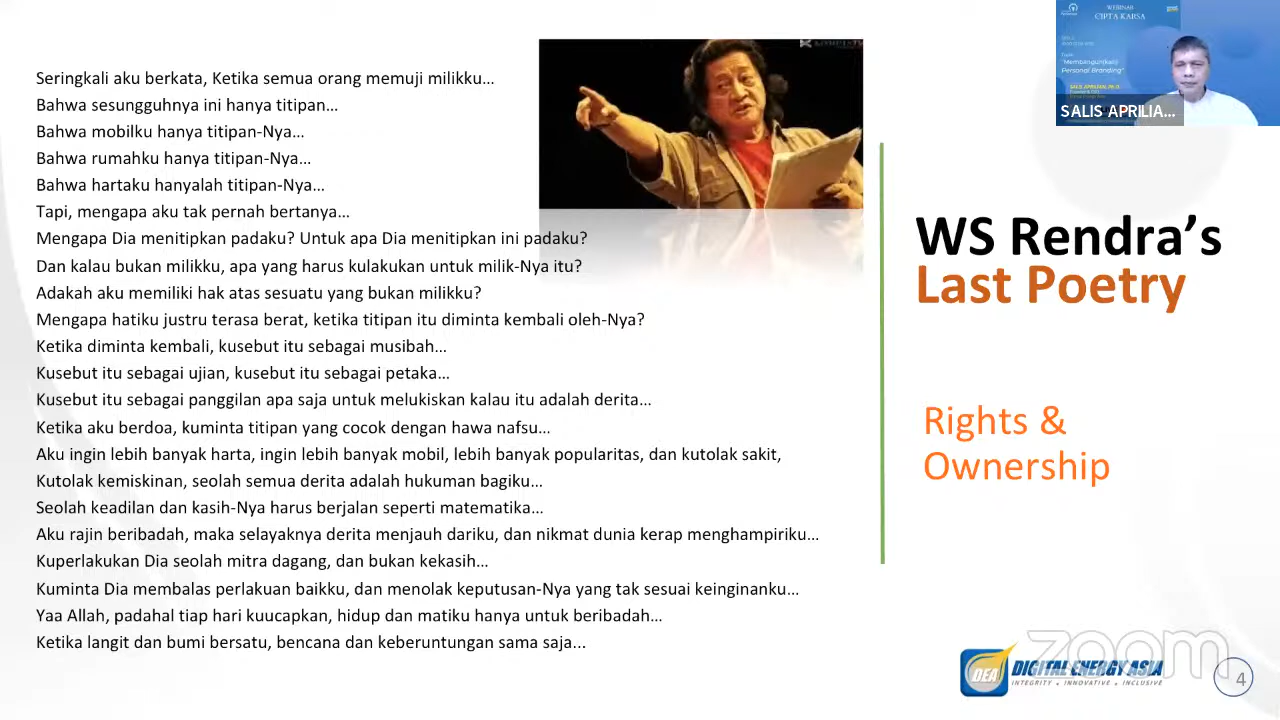 Seringkali aku berkata, Ketika semua orang memuji milikku...
Bahwa sesungguhnya ini hanya titipan...
Bahwa mobilku hanya titipan-Nya...
Bahwa rumahku hanya titipan-Nya...
Bahwa hartaku hanyalah titipan-Nya...
Tapi, mengapa aku tak pernah bertanya...
Mengapa Dia menitipkan padaku? Untuk apa Dia menitipkan ini padaku?
Dan kalau bukan milikku, apa yang harus kulakukan untuk milik-Nya itu?
Adakah aku memiliki hak atas sesuatu yang bukan milikku?
Mengapa hatiku justru terasa berat, ketika titipan itu diminta kembali oleh-Nya?
Ketika diminta kembali, kusebut itu sebagai musibah...
Kusebut itu sebagai ujian, kusebut itu sebagai petaka...
Kusebut itu sebagai panggilan apa saja untuk melukiskan kalau itu adalah derita...
Ketika aku berdoa, kuminta titipan yang cocok dengan hawa nafsu...
Aku ingin lebih banyak harta, ingin lebih banyak mobil, lebih banyak popularitas, dan kutolak sakit,
Kutolak kemiskinan, seolah semua derita adalah hukuman bagiku...
Seolah keadilan dan kasih-Nya harus berjalan seperti matematika...
Aku rajin beribadah, maka selayaknya derita menjauh dariku, dan nikmat dunia kerap menghampiriku...
Kuperlakukan Dia seolah mitra dagang, dan bukan kekasih...
Kuminta Dia membalas perlakuan baikku, dan menolak keputusan-Nya yang tak sesuai keinginanku...
Yaa Allah, padahal tiap hari kuucapkan, hidup dan matiku hanya untuk beribadah...
Ketika langit dan bumi bersatu, bencana dan keberuntungan sama saja...
WEBINAR
CIPTA KARSA
"Membangun(kan)
Personal Branding"
SALIS APRILIA...
WS Rendra's
Last Poetry
Rights &
Ownership
zoom
DEA DIGITAL ENERGY ASIA
INTEGRITY • INNOVATIVE • INCLUSIVE
4